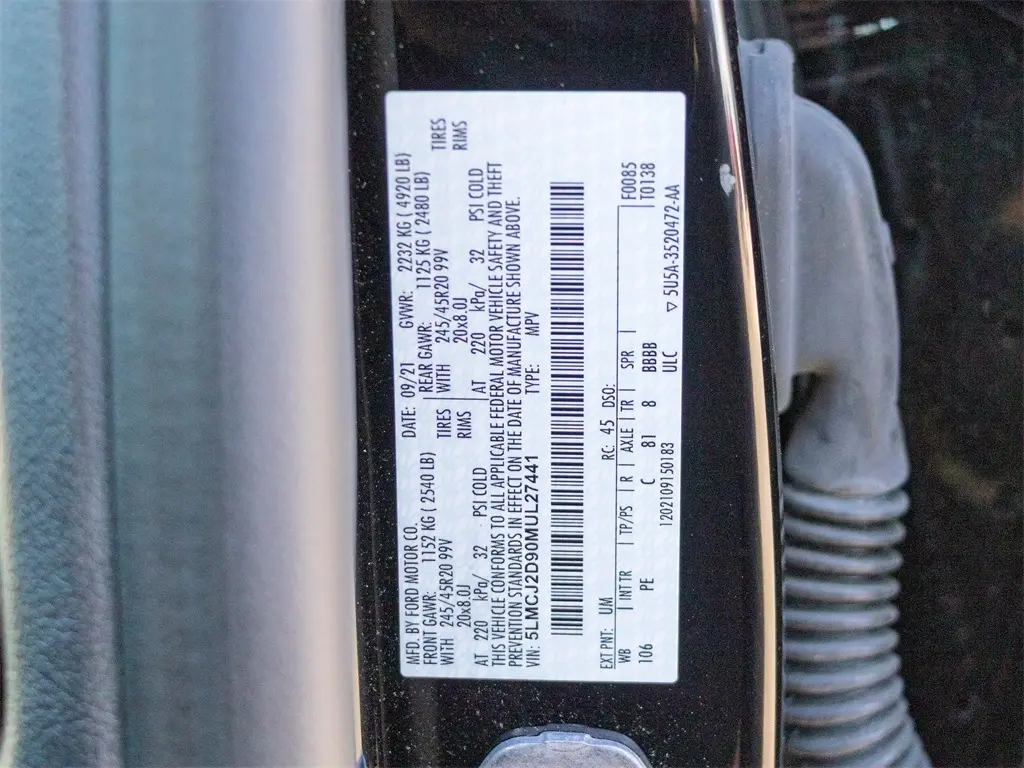 MFD. BY FORD MOTOR CO. DATE: 09/21 GVWR: 2232 KG ( 4920 LB)
FRONT GAWR: 1152 KG ( 2540 LB) REAR GAWR: 1125 KG ( 2480 LB)
WITH 245/45R20 99V TIRES WITH 245/45R20 99V TIRES
20x8.0J RIMS 20x8.0J RIMS
AT 220 kPa/ 32 PSI COLD AT 220 kPa/ 32 PSI COLD
THIS VEHICLE CONFORMS TO ALL APPLICABLE FEDERAL MOTOR VEHICLE SAFETY AND THEFT
PREVENTION STANDARDS IN EFFECT ON THE DATE OF MANUFACTURE SHOWN ABOVE.
VIN: 5LMCJ2D90MUL27441 TYPE: MPV
EXT PNT: UM RC: 45 DSO: F0085
WB INT TR TP/PS R AXLE TR SPR T0138
106 PE C 81 8 BBBB
120210915O183 ULC ▽ 5U5A-3520472-AA